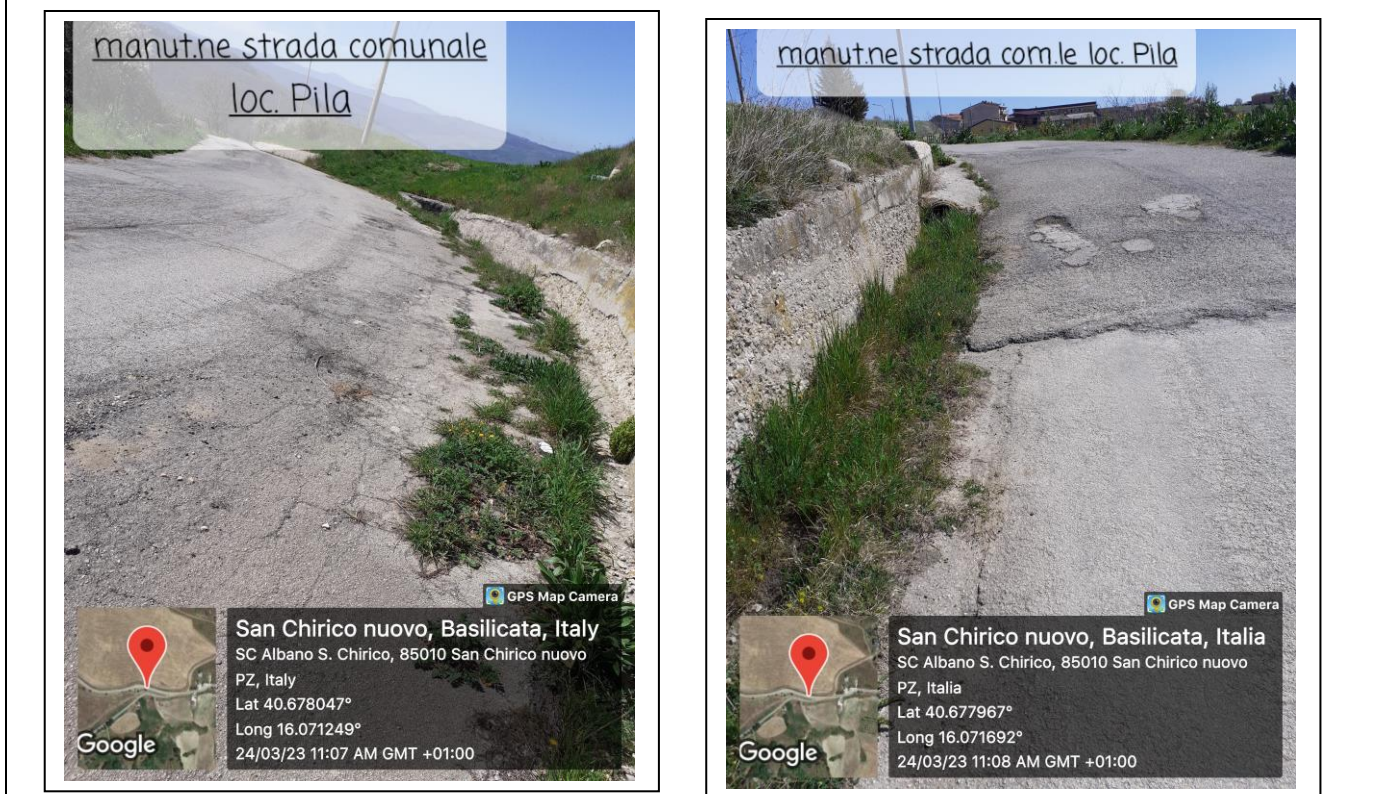 manut.ne strada comunale
loc. Pila
GPS Map Camera
San Chirico nuovo, Basilicata, Italy
SC Albano S. Chirico, 85010 San Chirico nuovo
PZ, Italy
Lat 40.678047°
Long 16.071249°
24/03/23 11:07 AM GMT +01:00
Google
manut.ne strada com.le loc. Pila
GPS Map Camera
San Chirico nuovo, Basilicata, Italia
SC Albano S. Chirico, 85010 San Chirico nuovo
PZ, Italia
Lat 40.677967°
Long 16.071692°
24/03/23 11:08 AM GMT +01:00
Google